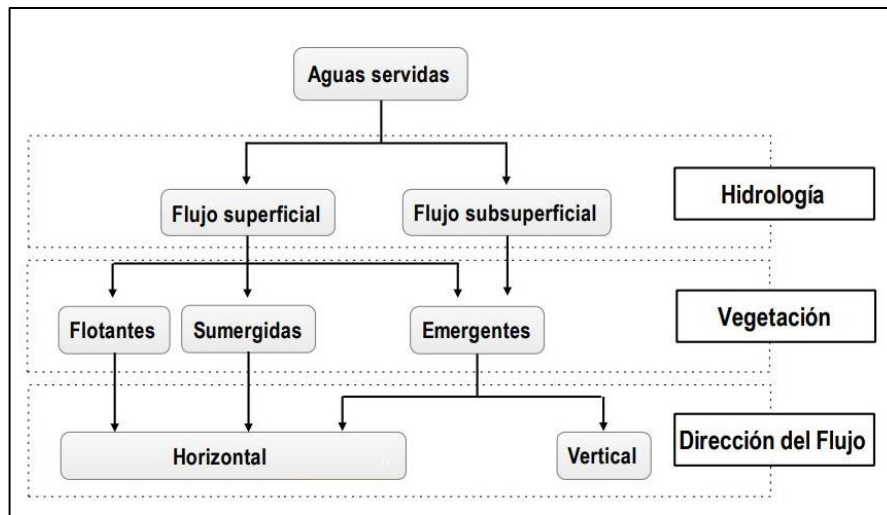 Aguas servidas
Hidrología
Flujo superficial
Flujo subsuperficial
Vegetación
Flotantes
Sumergidas
Emergentes
Dirección del Flujo
Horizontal
Vertical